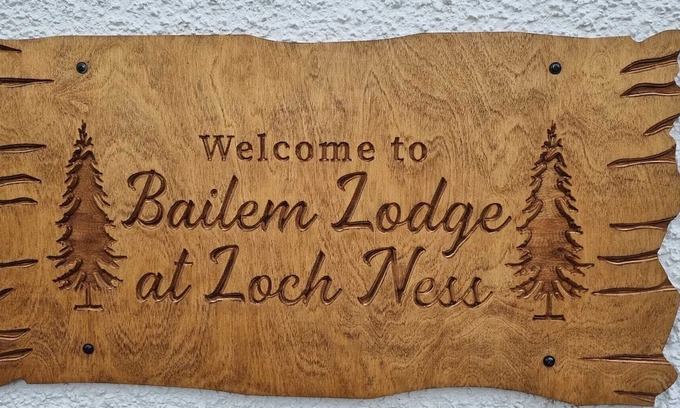 Welcome to
Bailem Lodge
at Loch Ness